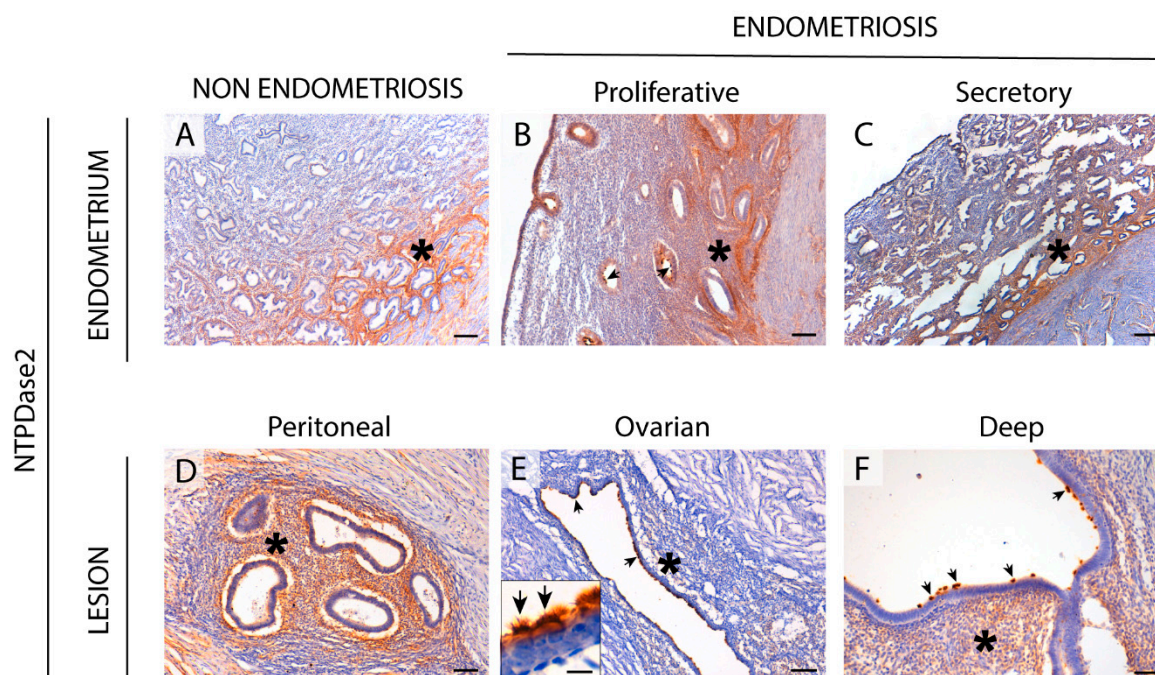 ENDOMETRIOSIS
NON ENDOMETRIOSIS
Proliferative
Secretory
A
B
C
ENDOMETRIUM
NTPDase2
Peritoneal
Ovarian
Deep
D
E
F
LESION